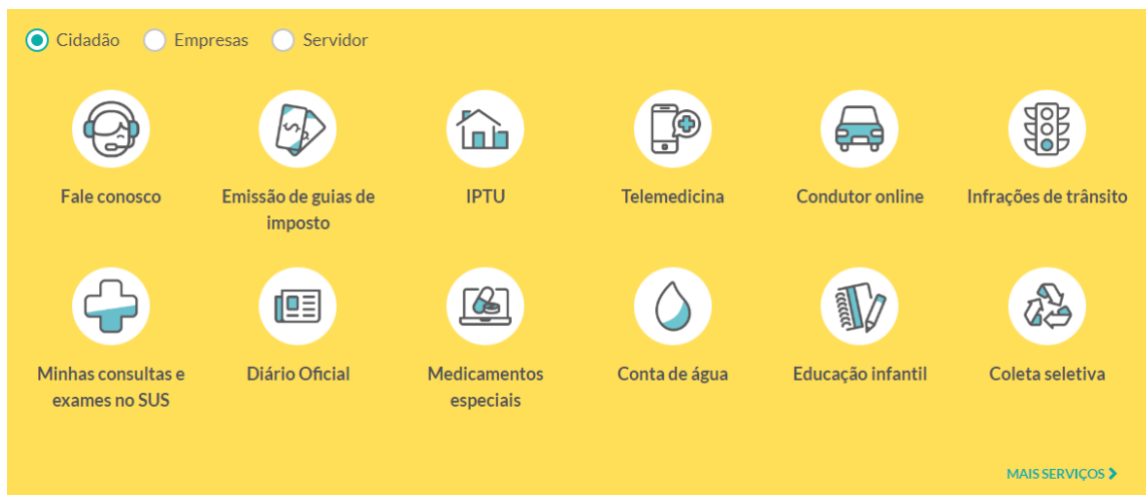 Cidadão Empresas Servidor
Fale conosco
Emissão de guias de
imposto
IPTU
Telemedicina
Condutor online
Infrações de trânsito
Minhas consultas e
exames no SUS
Diário Oficial
Medicamentos
especiais
Conta de água
Educação infantil
Coleta seletiva
MAIS SERVIÇOS